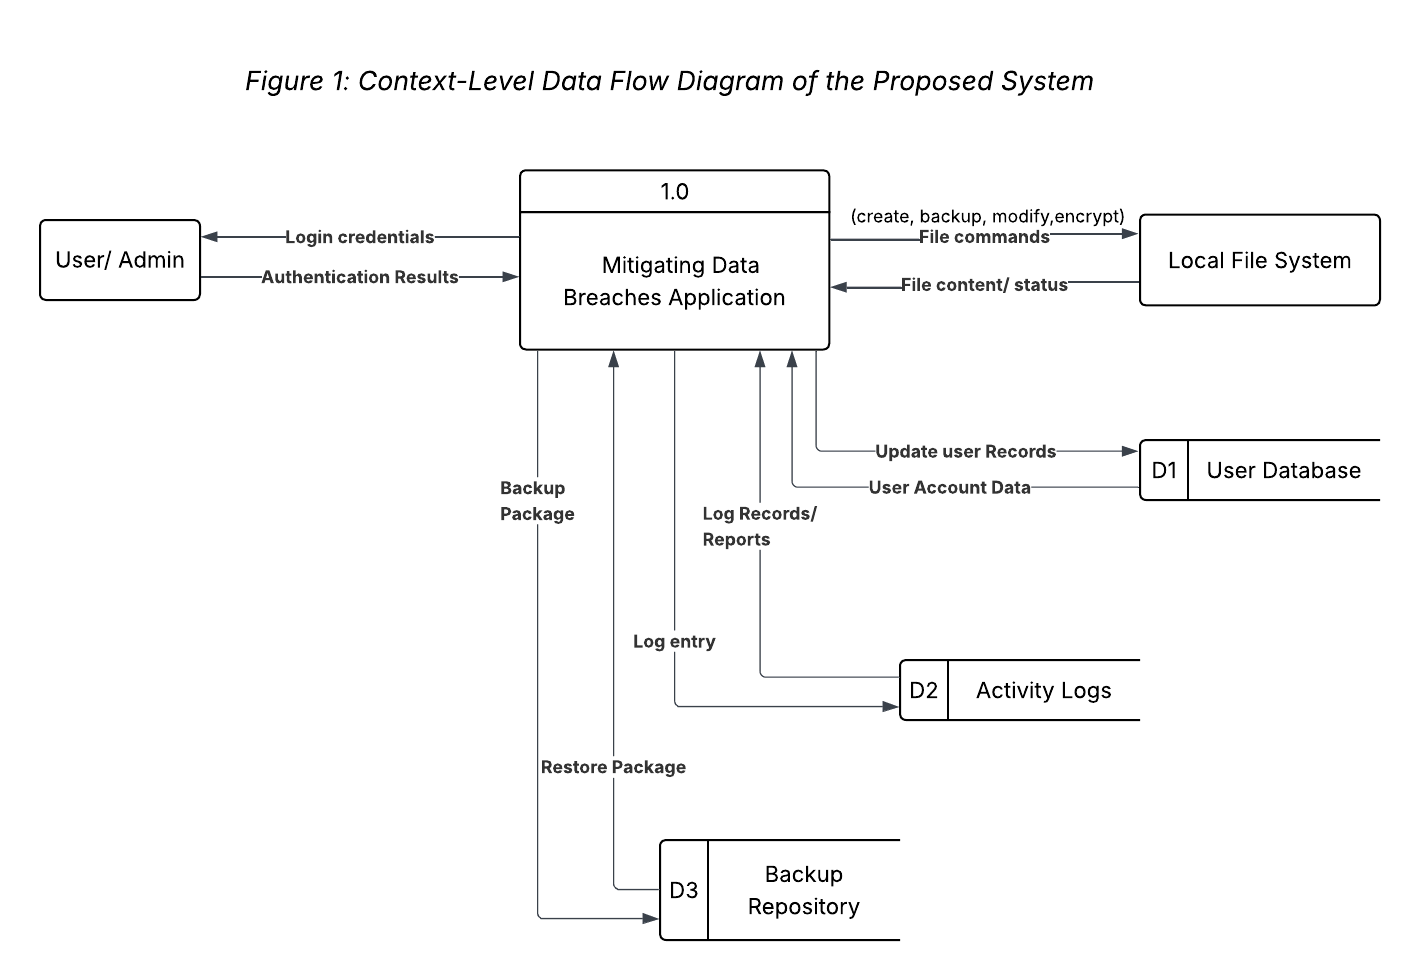 Figure 1: Context-Level Data Flow Diagram of the Proposed System
1.0
Mitigating Data
Breaches Application
User/ Admin
Login credentials
Authentication Results
(create, backup, modify,encrypt)
File commands
File content/ status
Local File System
Update user Records
User Account Data
D1
User Database
Backup
Package
Log Records/
Reports
Log entry
D2
Activity Logs
Restore Package
D3
Backup
Repository